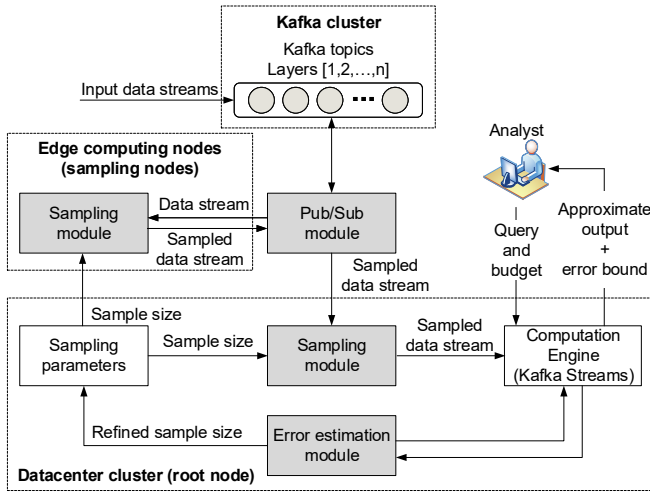 Kafka cluster
Kafka topics
Layers [1,2,...,n]
Input data streams
Edge computing nodes
(sampling nodes)
Analyst
Sampling
module
Data stream
Sampled
data stream
Pub/Sub
module
Query
and
budget
Approximate
output
+
error bound
Sampled
data stream
Sample size
Sampling
parameters
Sample size
Sampling
module
Sampled
data stream
Computation
Engine
(Kafka Streams)
Refined sample size
Error estimation
module
Datacenter cluster (root node)